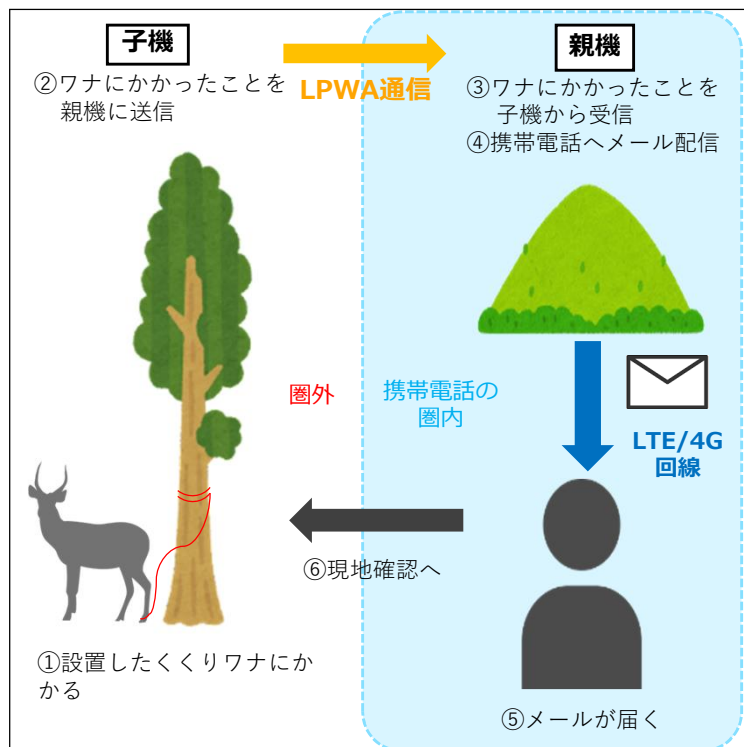 子機
②ワナにかかったことを
親機に送信
LPWA通信
親機
③ワナにかかったことを
子機から受信
④携帯電話へメール配信
圏外
携帯電話の
圏内
LTE/4G
回線
⑥現地確認へ
①設置したくくりワナにか
かる
⑤メールが届く